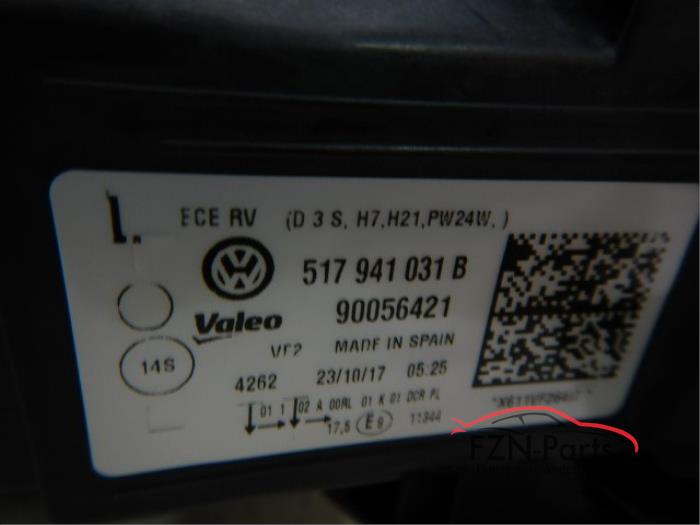 L. ECE RV (D 3 S, H7,H21,PW24W, )
517 941 031 B
Valeo 90056421
14S
VF2 MADE IN SPAIN
4262 23/10/17 05:25
01 1 02 A 00RL 01 K 01 DCR PL
17,5 E9 11344
FZN-Parts